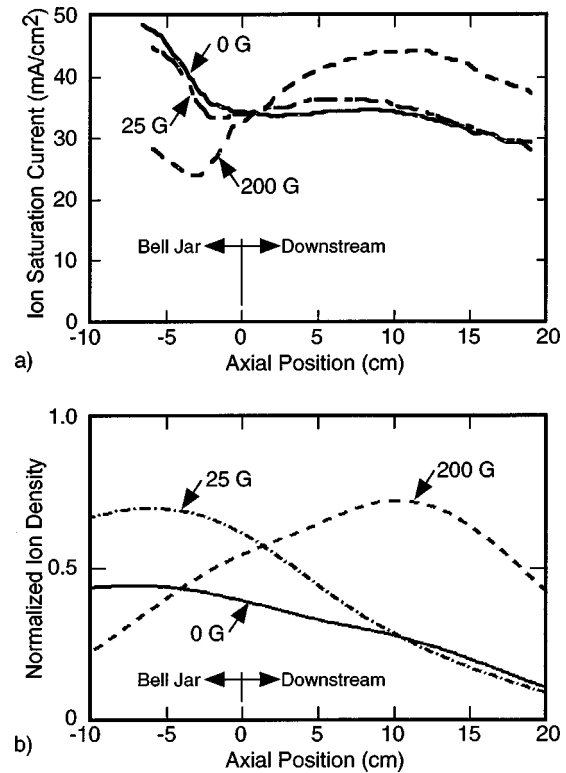 50
40
30
20
10
0
Ion Saturation Current (mA/cm²)
0 G
25 G
200 G
Bell Jar
Downstream
-10
-5
0
5
10
15
20
a)
Axial Position (cm)
1.0
0.5
0
Normalized Ion Density
25 G
200 G
0 G
Bell Jar
Downstream
-10
-5
0
5
10
15
20
b)
Axial Position (cm)